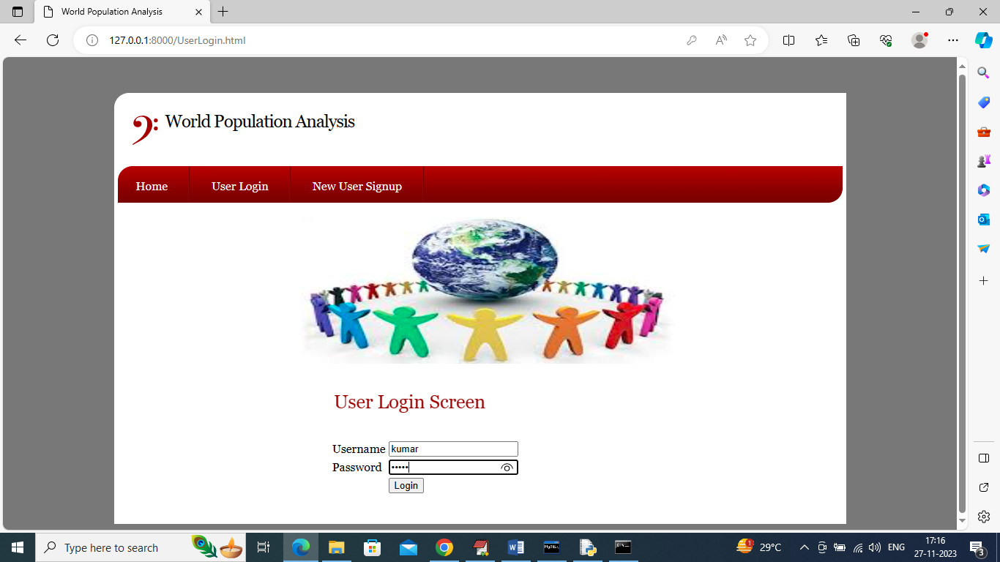 World Population Analysis
127.0.0.1:8000/UserLogin.html
World Population Analysis
Home User Login New User Signup
User Login Screen
Username kumar
Password •••••
Login
Type here to search
29°C ENG 17:16
27-11-2023
1
3